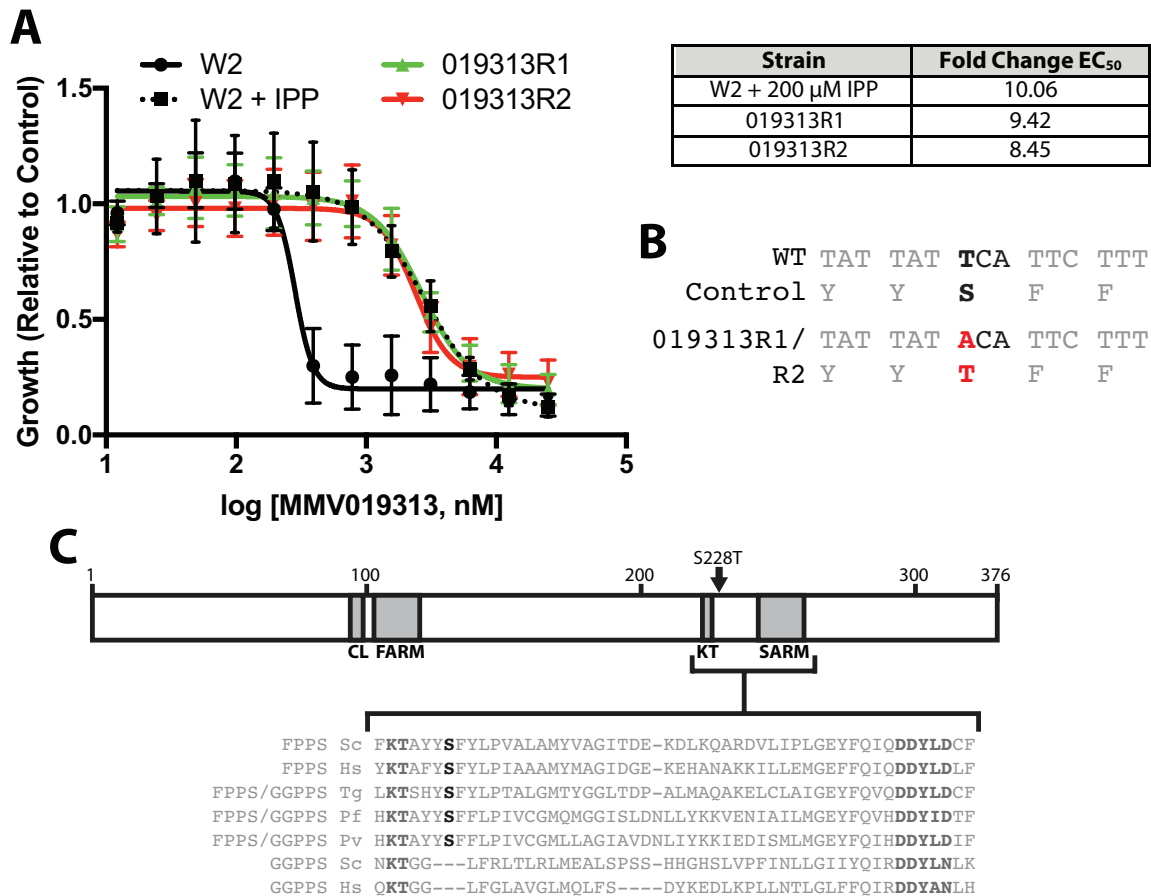 A
W2
W2 + IPP
019313R1
019313R2
Growth (Relative to Control)
1.5
1.0
0.5
0.0
1 2 3 4 5
log [MMV019313, nM]
Strain Fold Change EC50
W2 + 200 µM IPP 10.06
019313R1 9.42
019313R2 8.45
B
WT TAT TAT TCA TTC TTT
Control Y Y S F F
019313R1/ TAT TAT ACA TTC TTT
R2 Y Y T F F
C
S228T
1 100 200 300 376
CL FARM KT SARM
FPPS Sc FKTAYYSFYLPVALAMYVAGITDE-KDLKQARDVLIPLGEYFQIQDDYLDCF
FPPS Hs YKTAFYSFYLPIAAAMYMAGIDGE-KEHANAKKILLEMGEFFQIQDDYLDLF
FPPS/GGPPS Tg LKTSHYSFYLPTALGMTYGGLTDP-ALMAQAKELCLAIGEYFQVQDDYLDCF
FPPS/GGPPS Pf HKTAYYSFFLPIVCGMQMGGISLDNLLYKKVENIAILMGEYFQVHDDYIDTF
FPPS/GGPPS Pv HKTAYYSFFLPIVCGMLLAGIAVDNLIYKKIEDISMLMGEYFQIHDDYLDIF
GGPPS Sc NKTGG---LFRLTLRLMEALSPSS-HHGHSLVPFINLLGIIYQIRDDYLNLK
GGPPS Hs QKTGG---LFGLAVGLMQLFS----DYKEDLKPLLNTLGLFFQIRDDYANLH